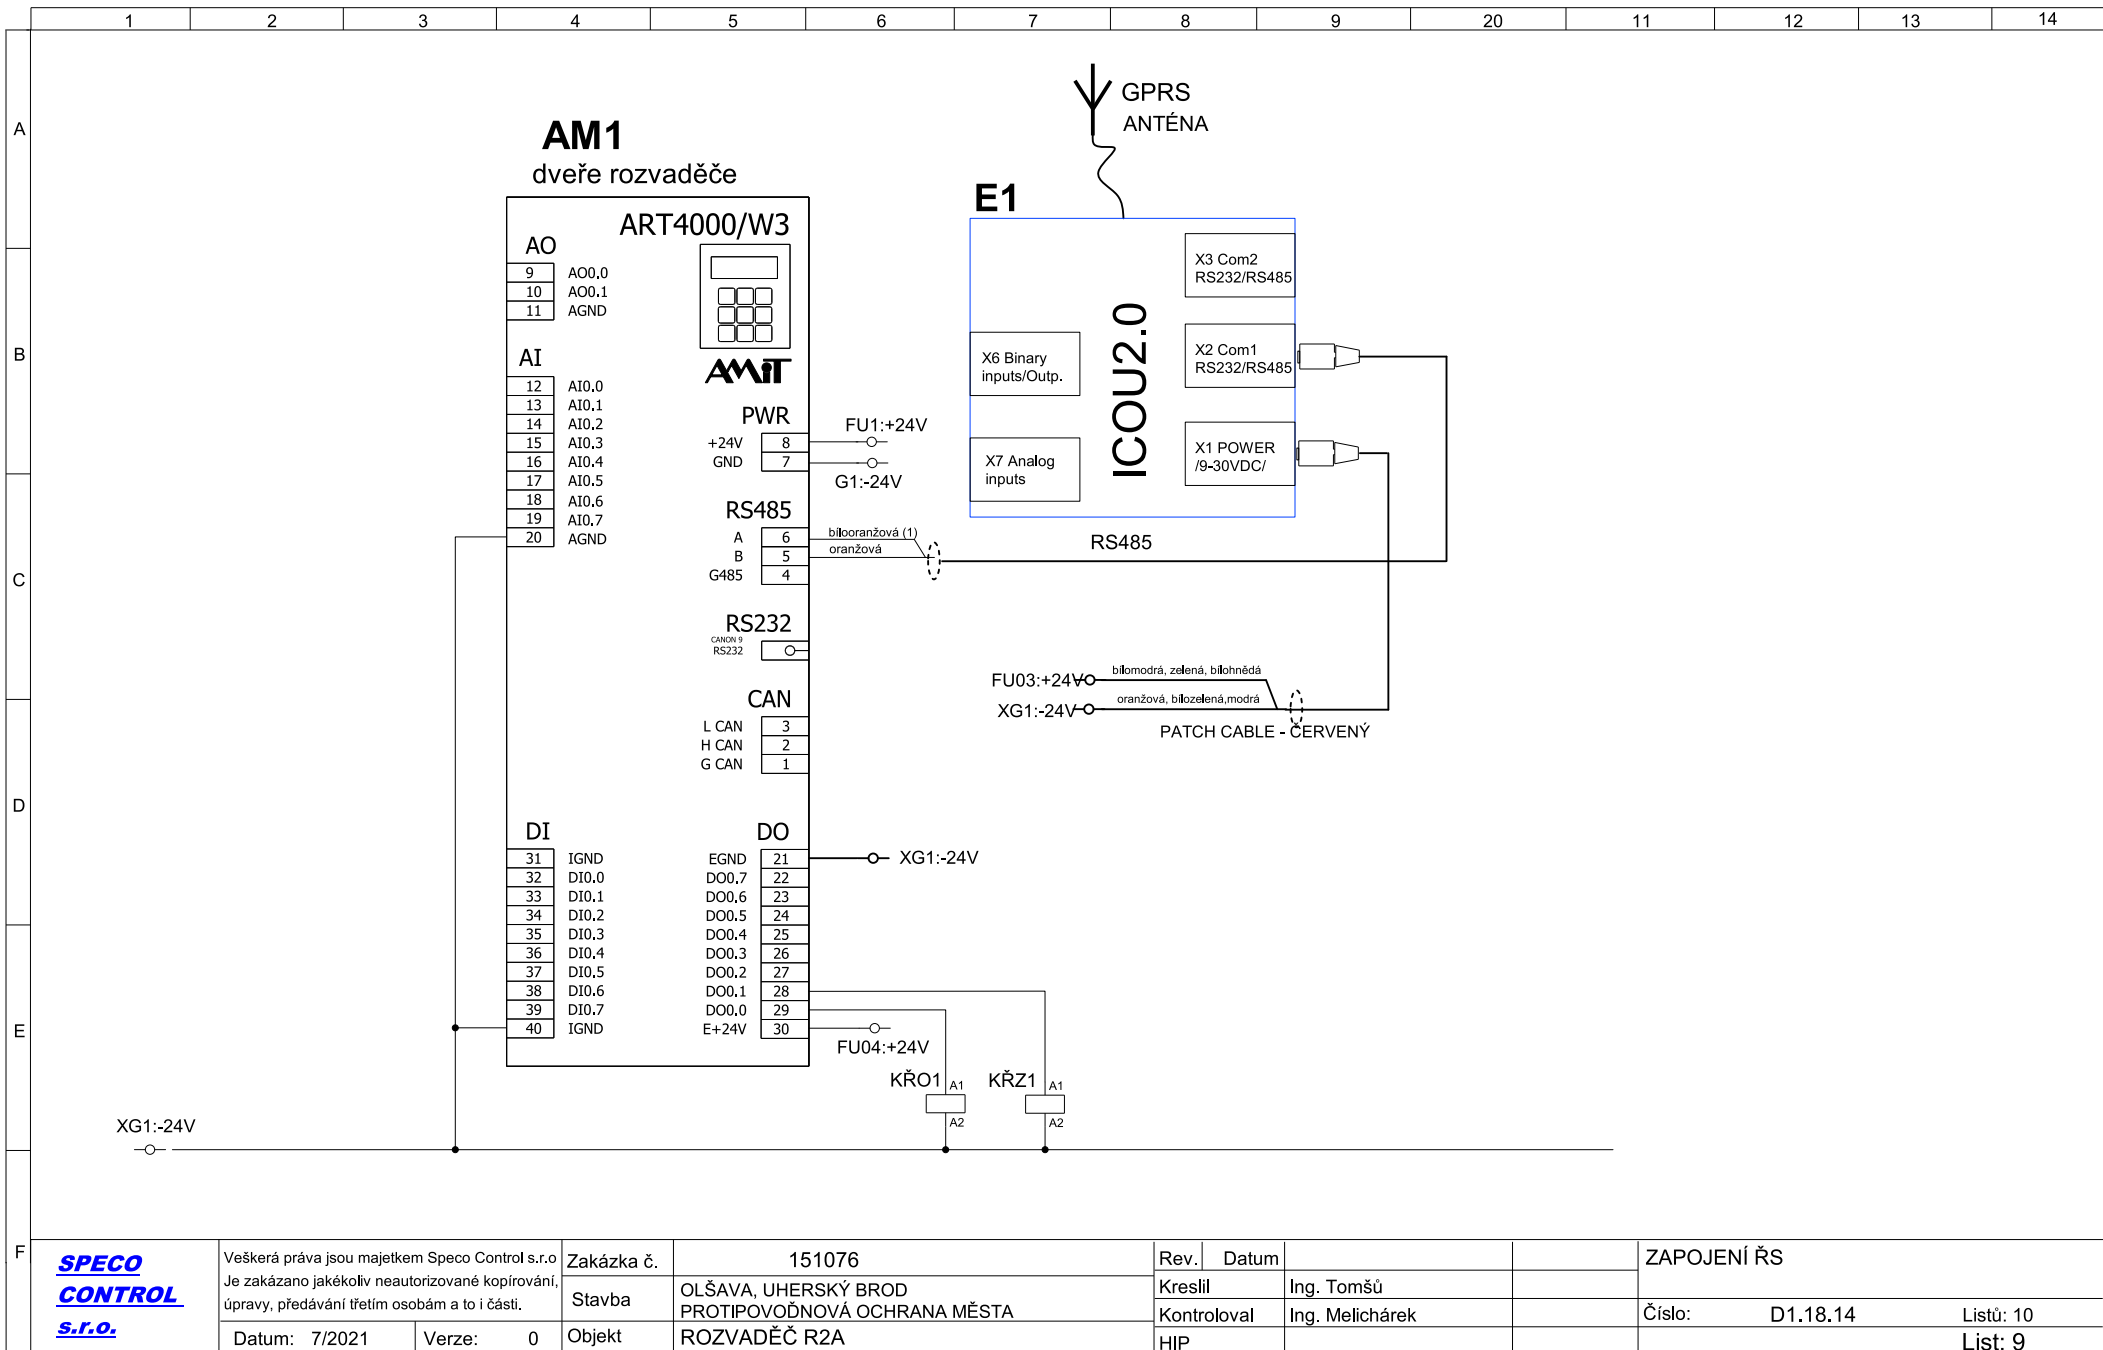 1 2 3 4 5 6 7 8 9 20 11 12 13 14
A
B
C
D
E
F
AM1
dveře rozvaděče
ART4000/W3
AO
9 AO0.0
10 AO0.1
11 AGND
AI
12 AI0.0
13 AI0.1
14 AI0.2
15 AI0.3
16 AI0.4
17 AI0.5
18 AI0.6
19 AI0.7
20 AGND
AMiT
PWR
+24V 8
GND 7
FU1:+24V
G1:-24V
RS485
A 6
B 5
G485 4
bílooranžová (1)
oranžová
RS232
CANON 9
RS232
CAN
L CAN 3
H CAN 2
G CAN 1
DI
31 IGND
32 DI0.0
33 DI0.1
34 DI0.2
35 DI0.3
36 DI0.4
37 DI0.5
38 DI0.6
39 DI0.7
40 IGND
DO
EGND 21
DO0.7 22
DO0.6 23
DO0.5 24
DO0.4 25
DO0.3 26
DO0.2 27
DO0.1 28
DO0.0 29
E+24V 30
XG1:-24V
FU04:+24V
KŘO1 A1
A2
KŘZ1 A1
A2
XG1:-24V
GPRS
ANTÉNA
E1
ICOU2.0
X3 Com2
RS232/RS485
X2 Com1
RS232/RS485
X1 POWER
/9-30VDC/
X6 Binary
inputs/Outp.
X7 Analog
inputs
RS485
FU03:+24V
bílomodrá, zelená, bílohnědá
XG1:-24V
oranžová, bílozelená,modrá
PATCH CABLE - ČERVENÝ
SPECO
CONTROL
s.r.o.
Veškerá práva jsou majetkem Speco Control s.r.o
Je zakázáno jakékoliv neautorizované kopírování,
úpravy, předávání třetím osobám a to i části.
Datum: 7/2021 Verze: 0
Zakázka č. 151076
Stavba OLŠAVA, UHERSKÝ BROD
PROTIPOVOĎNOVÁ OCHRANA MĚSTA
Objekt ROZVADĚČ R2A
Rev. Datum
Kreslil Ing. Tomšů
Kontroloval Ing. Melichárek
HIP
ZAPOJENÍ ŘS
Číslo: D1.18.14 Listů: 10
List: 9